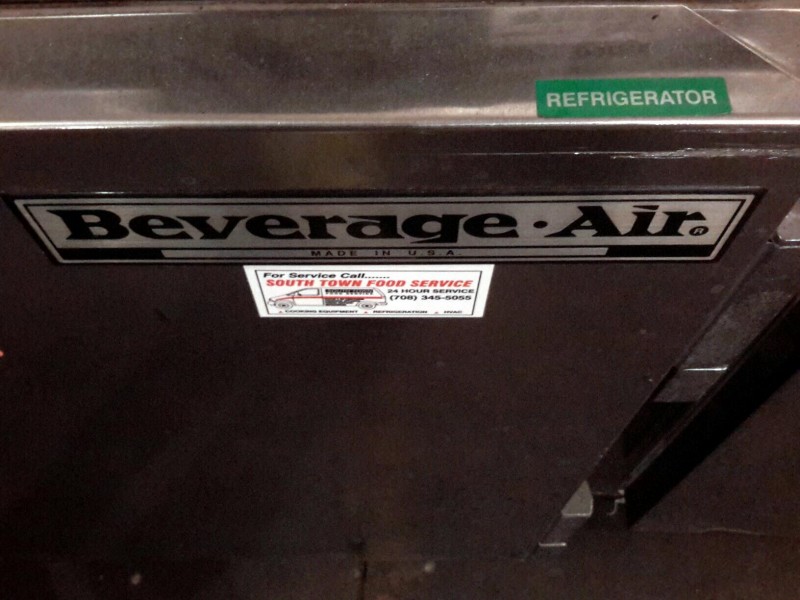 REFRIGERATOR
Beverage·Air®
MADE IN U.S.A
For Service Call.......
SOUTH TOWN FOOD SERVICE
24 HOUR SERVICE
(708) 345-5055
COOKING EQUIPMENT REFRIGERATION HVAC